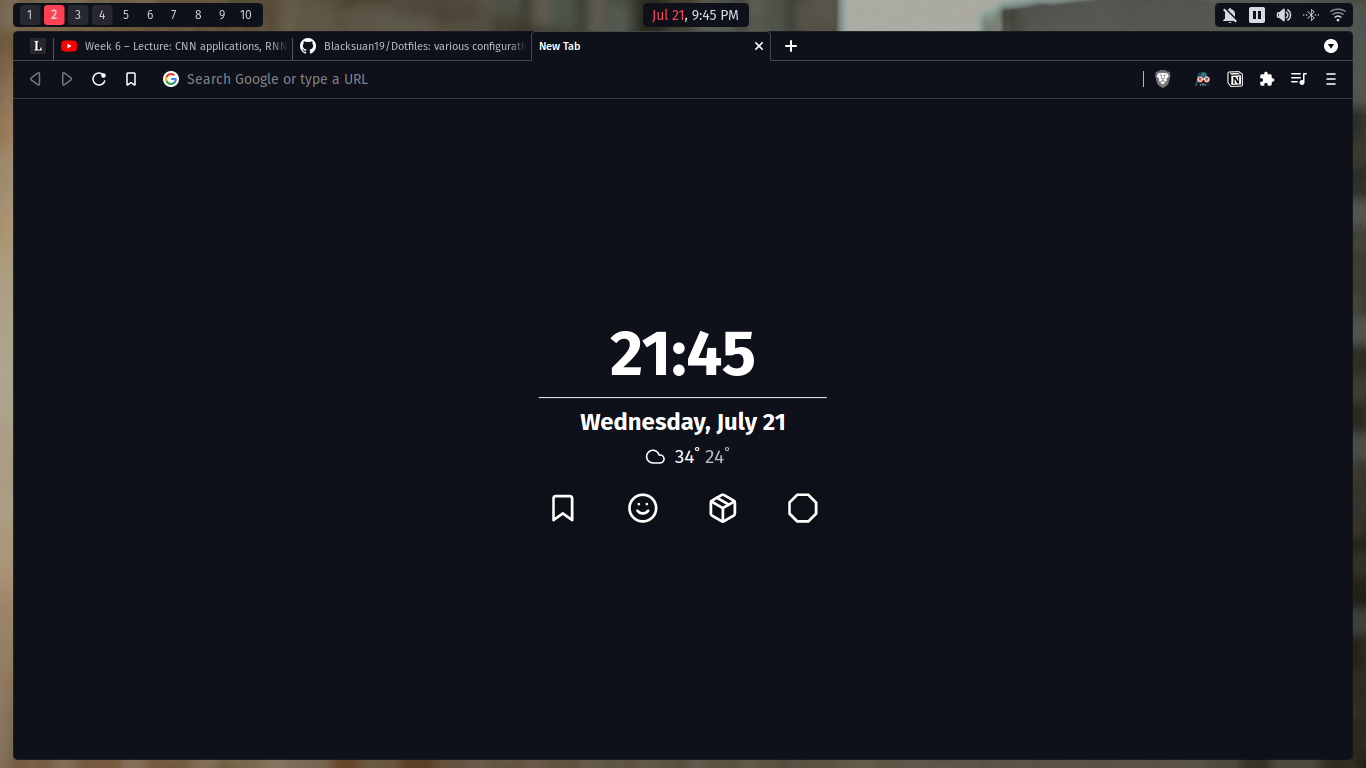 1 2 3 4 5 6 7 8 9 10
Jul 21, 9:45 PM
L
Week 6 – Lecture: CNN applications, RNN
Blacksuan19/Dotfiles: various configurati
New Tab
Search Google or type a URL
21:45
Wednesday, July 21
34° 24°